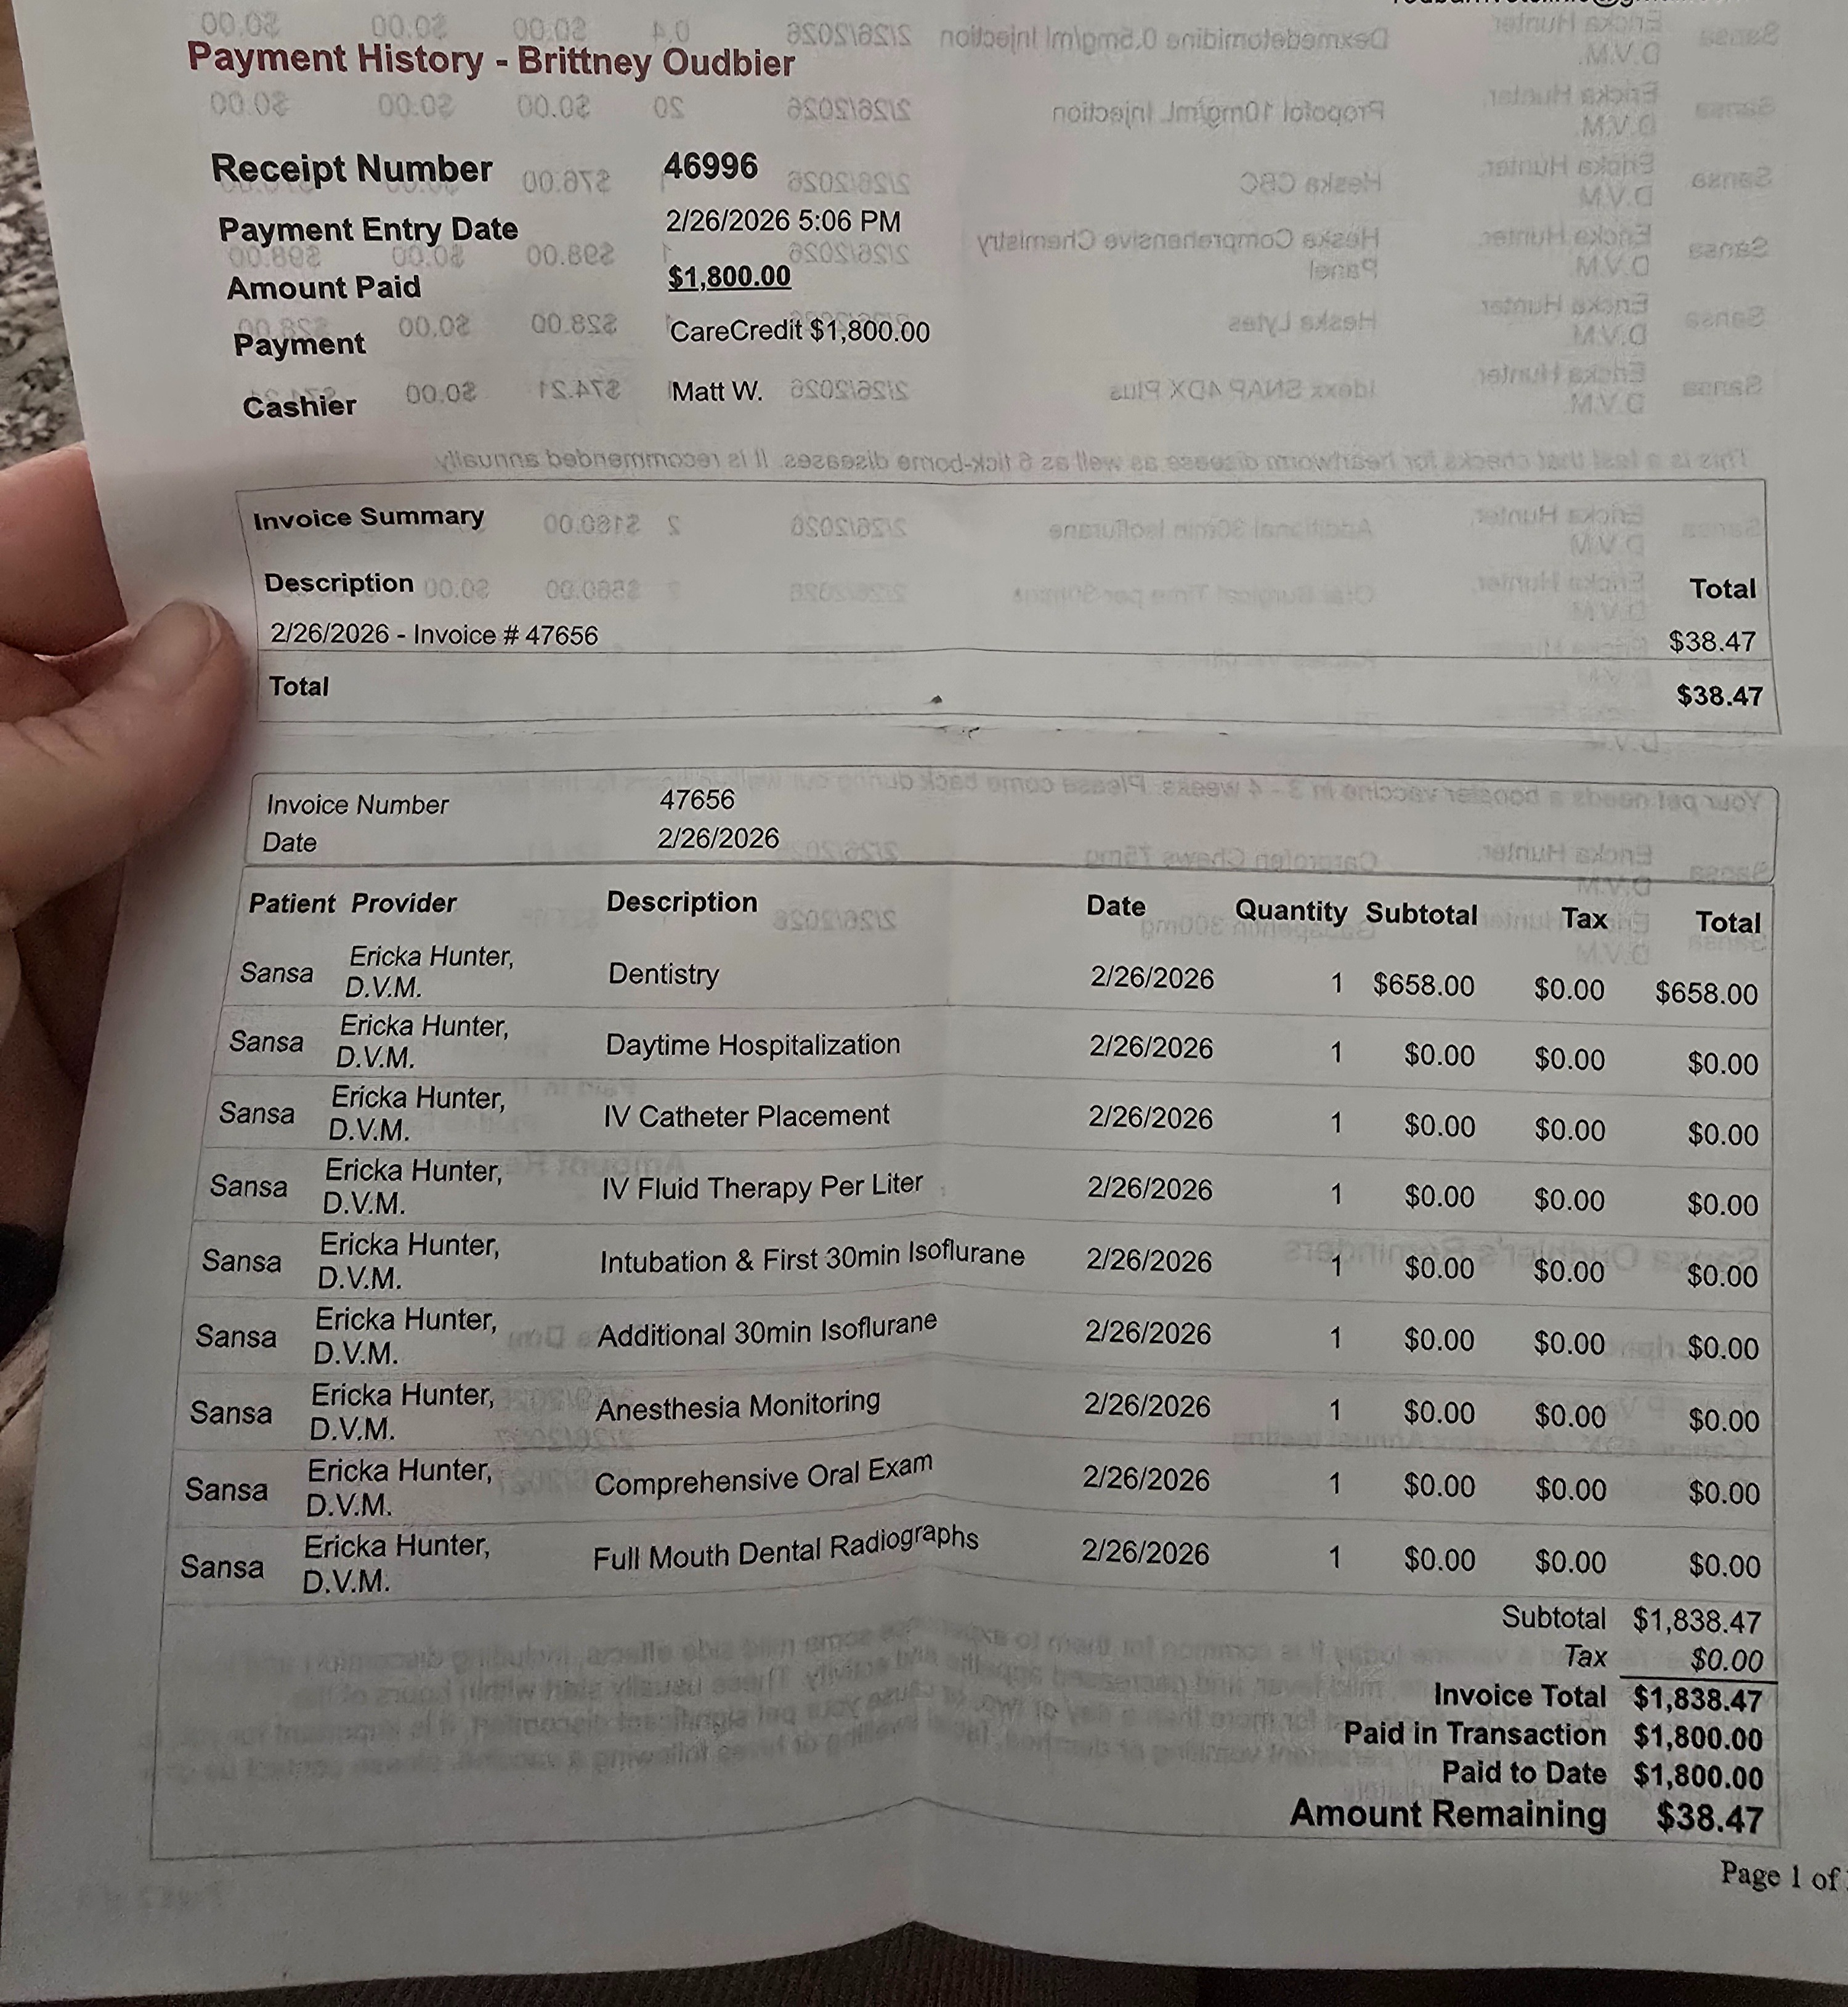 Payment History - Brittney Oudbier
Receipt Number 46996
Payment Entry Date 2/26/2026 5:06 PM
Amount Paid $1,800.00
Payment CareCredit $1,800.00
Cashier Matt W.
Invoice Summary
Description Total
2/26/2026 - Invoice # 47656 $38.47
Total $38.47
Invoice Number 47656
Date 2/26/2026
Patient Provider Description Date Quantity Subtotal Tax Total
Sansa Ericka Hunter, D.V.M. Dentistry 2/26/2026 1 $658.00 $0.00 $658.00
Sansa Ericka Hunter, D.V.M. Daytime Hospitalization 2/26/2026 1 $0.00 $0.00 $0.00
Sansa Ericka Hunter, D.V.M. IV Catheter Placement 2/26/2026 1 $0.00 $0.00 $0.00
Sansa Ericka Hunter, D.V.M. IV Fluid Therapy Per Liter 2/26/2026 1 $0.00 $0.00 $0.00
Sansa Ericka Hunter, D.V.M. Intubation & First 30min Isoflurane 2/26/2026 1 $0.00 $0.00 $0.00
Sansa Ericka Hunter, D.V.M. Additional 30min Isoflurane 2/26/2026 1 $0.00 $0.00 $0.00
Sansa Ericka Hunter, D.V.M. Anesthesia Monitoring 2/26/2026 1 $0.00 $0.00 $0.00
Sansa Ericka Hunter, D.V.M. Comprehensive Oral Exam 2/26/2026 1 $0.00 $0.00 $0.00
Sansa Ericka Hunter, D.V.M. Full Mouth Dental Radiographs 2/26/2026 1 $0.00 $0.00 $0.00
Subtotal $1,838.47
Tax $0.00
Invoice Total $1,838.47
Paid in Transaction $1,800.00
Paid to Date $1,800.00
Amount Remaining $38.47
Page 1 of